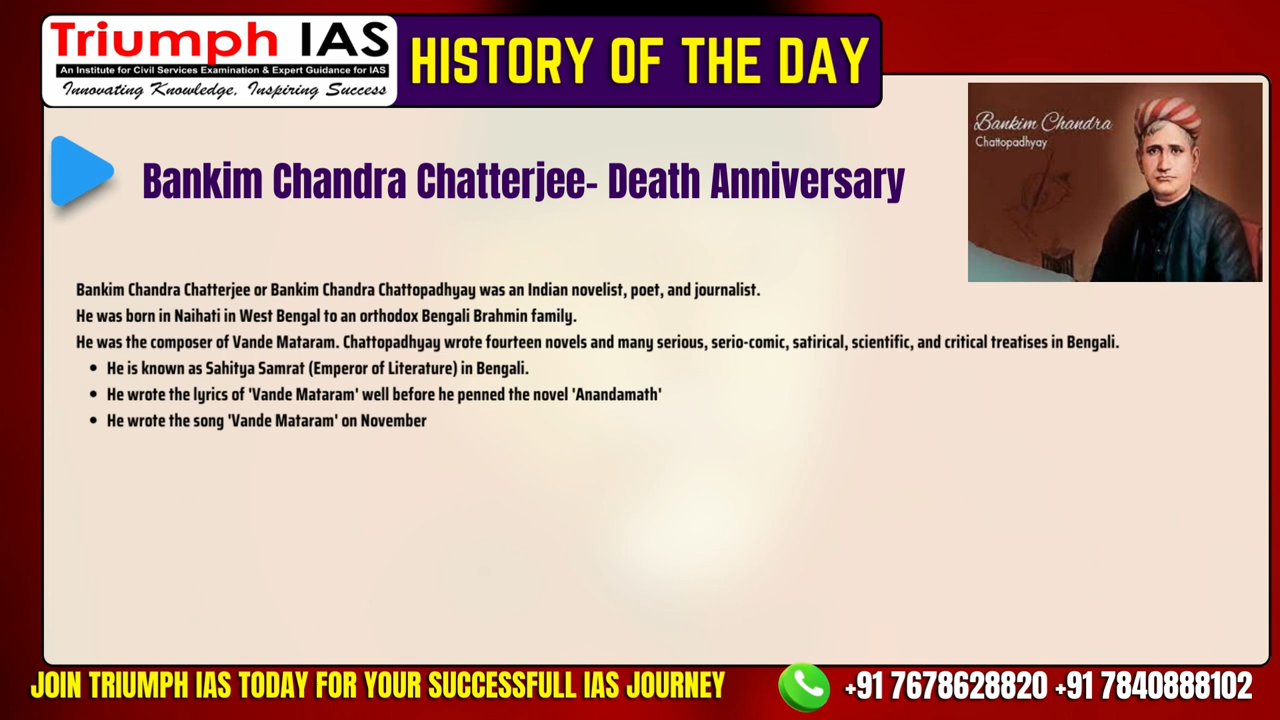 Triumph IAS
An Institute for Civil Services Examination & Expert Guidance for IAS
Innovating Knowledge, Inspiring Success
HISTORY OF THE DAY
Bankim Chandra
Chattopadhyay
Bankim Chandra Chatterjee- Death Anniversary
Bankim Chandra Chatterjee or Bankim Chandra Chattopadhyay was an Indian novelist, poet, and journalist.
He was born in Naihati in West Bengal to an orthodox Bengali Brahmin family.
He was the composer of Vande Mataram. Chattopadhyay wrote fourteen novels and many serious, serio-comic, satirical, scientific, and critical treatises in Bengali.
• He is known as Sahitya Samrat (Emperor of Literature) in Bengali.
• He wrote the lyrics of 'Vande Mataram' well before he penned the novel 'Anandamath'
• He wrote the song 'Vande Mataram' on November
JOIN TRIUMPH IAS TODAY FOR YOUR SUCCESSFULL IAS JOURNEY
+91 7678628820 +91 7840888102